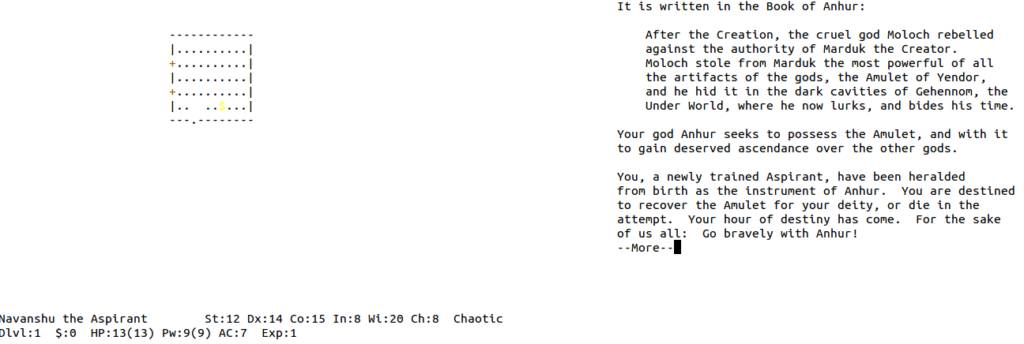 It is written in the Book of Anhur:
After the Creation, the cruel god Moloch rebelled
against the authority of Marduk the Creator.
Moloch stole from Marduk the most powerful of all
the artifacts of the gods, the Amulet of Yendor,
and he hid it in the dark cavities of Gehennom, the
Under World, where he now lurks, and bides his time.
Your god Anhur seeks to possess the Amulet, and with it
to gain deserved ascendance over the other gods.
You, a newly trained Aspirant, have been heralded
from birth as the instrument of Anhur.  You are destined
to recover the Amulet for your deity, or die in the
attempt.  Your hour of destiny has come.  For the sake
of us all:  Go bravely with Anhur!
--More--
------------
|..........|
+..........|
|..........|
+..........|
|..  ..$...|
---.--------
Navanshu the Aspirant        St:12 Dx:14 Co:15 In:8 Wi:20 Ch:8  Chaotic
Dlvl:1  $:0  HP:13(13) Pw:9(9) AC:7  Exp:1